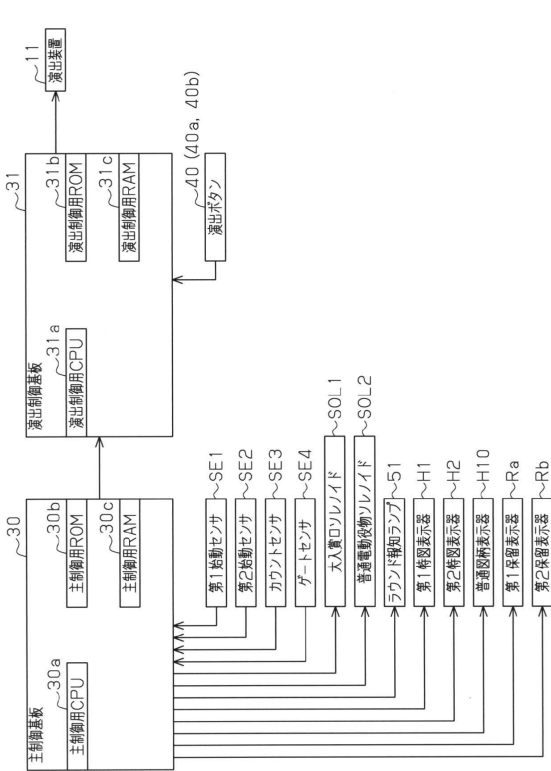 30
主制御基板
30a
主制御用CPU
30b
主制御用ROM
30c
主制御用RAM
31
演出制御基板
31a
演出制御用CPU
31b
演出制御用ROM
31c
演出制御用RAM
11
演出装置
40 (40a, 40b)
演出ボタン
第1始動センサ SE1
第2始動センサ SE2
カウントセンサ SE3
ゲートセンサ SE4
大入賞口ソレノイド SOL1
普通電動役物ソレノイド SOL2
ラウンド報知ランプ 51
第1特図表示器 H1
第2特図表示器 H2
普通図柄表示器 H10
第1保留表示器 Ra
第2保留表示器 Rb